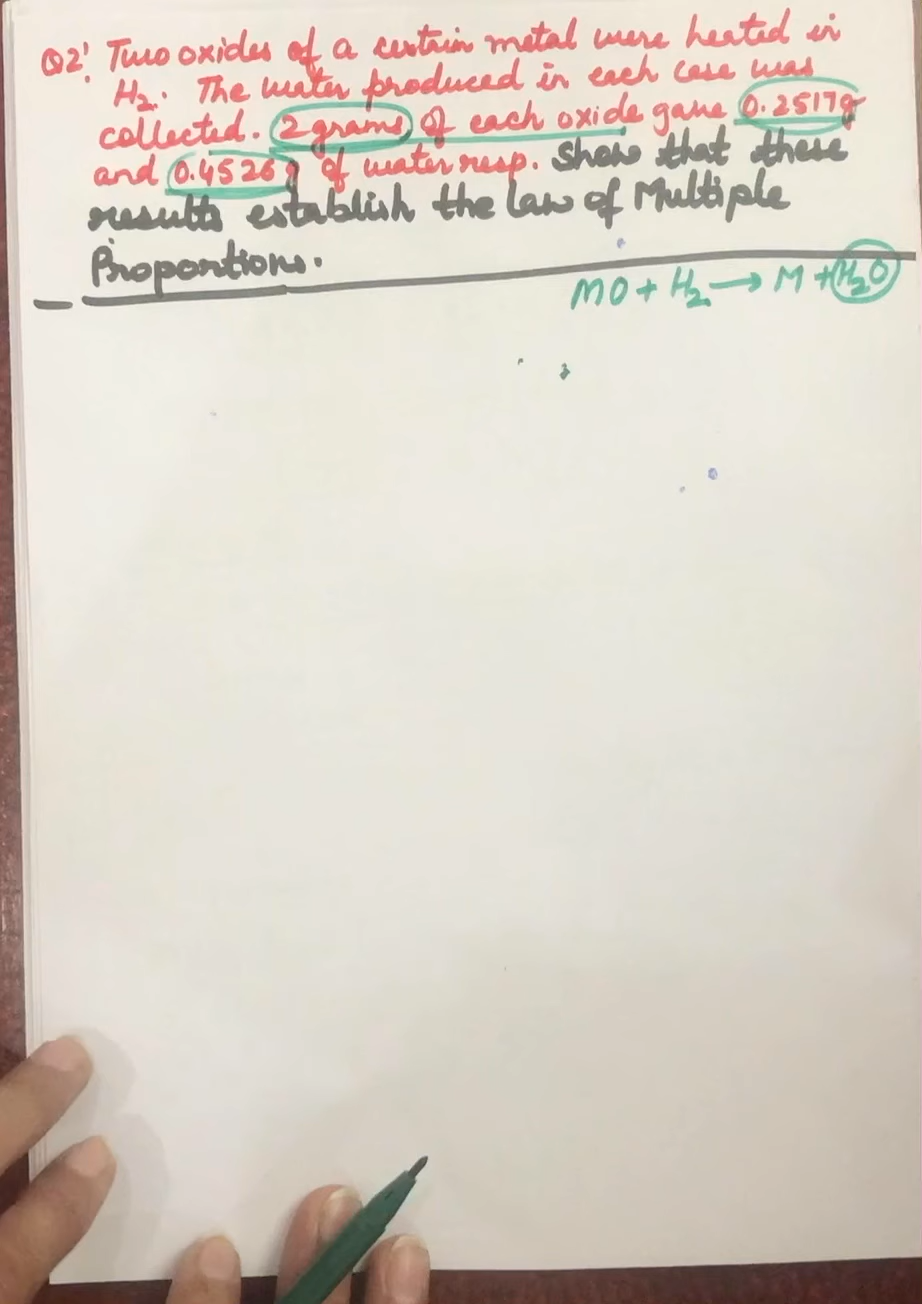 Q2! Two oxides of a certain metal were heated in
H₂. The water produced in each case was
collected. 2 grams of each oxide gave 0.2517g
and 0.4526g of water resp. Show that these
results establish the law of Multiple
Proportions.
MO + H₂ → M + H₂O